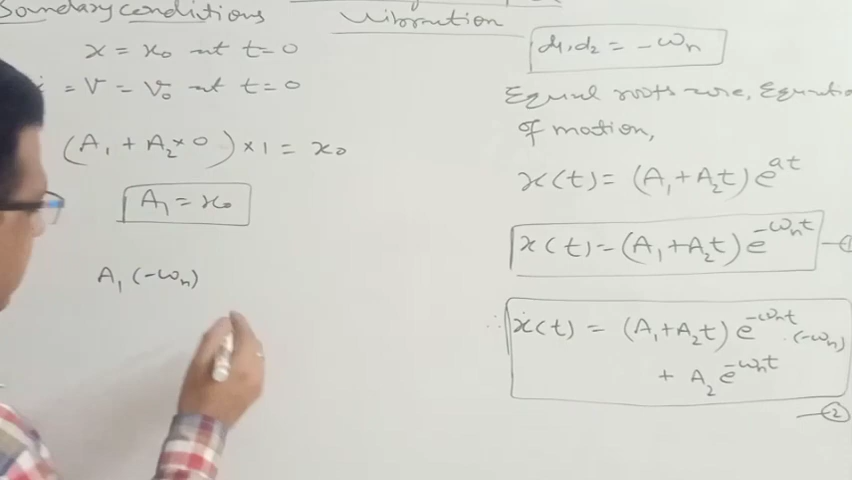 Boundary conditions
Vibration
x = x₀ at t=0
= V = V₀ at t=0
(A₁ + A₂×0) × 1 = x₀
A₁ = x₀
A₁ (-ωₙ)
α₁, α₂ = -ωₙ
Equal roots are, Equation
of motion,
x(t) = (A₁+A₂t) e^{at}
x(t) = (A₁+A₂t) e^{-ωₙt} —①
∴ ẋ(t) = (A₁+A₂t) e^{-ωₙt} · (-ωₙ)
+ A₂ e^{-ωₙt}
—②